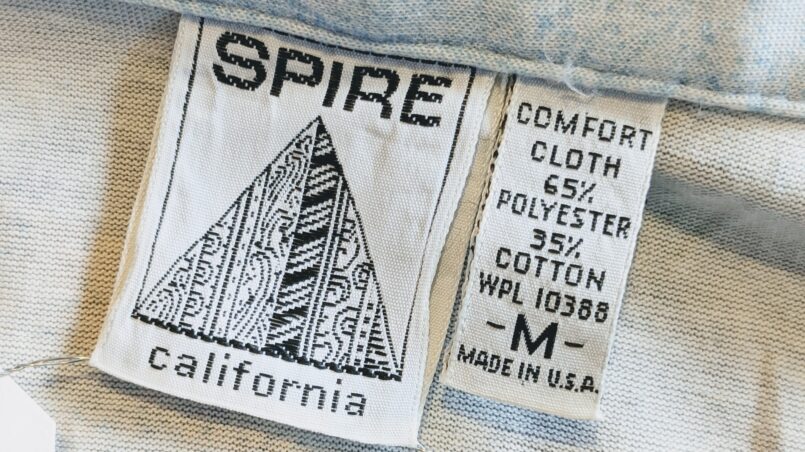 SPIRE
california
COMFORT
CLOTH
65%
POLYESTER
35%
COTTON
WPL 10388
-M-
MADE IN U.S.A.